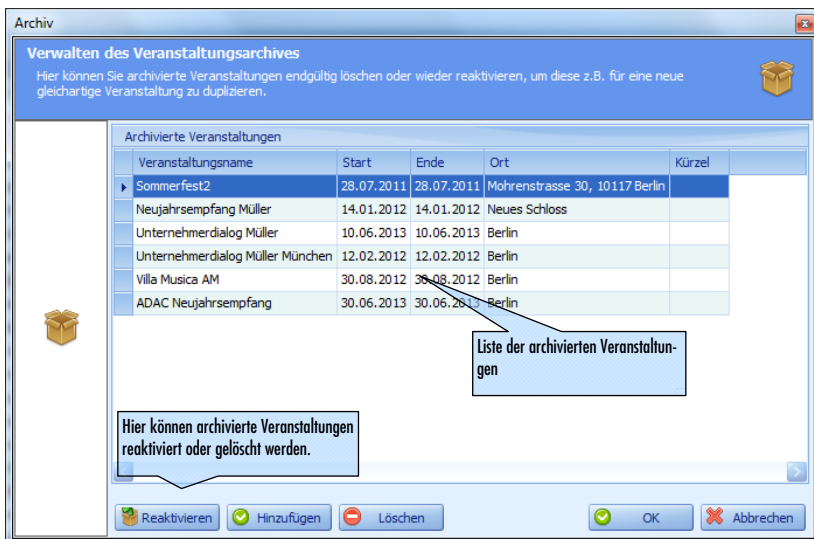 Archiv
Verwalten des Veranstaltungsarchives
Hier können Sie archivierte Veranstaltungen endgültig löschen oder wieder reaktivieren, um diese z.B. für eine neue
gleichartige Veranstaltung zu duplizieren.
Archivierte Veranstaltungen
Veranstaltungsname Start Ende Ort Kürzel
Sommerfest2 28.07.2011 28.07.2011 Mohrenstrasse 30, 10117 Berlin
Neujahrsempfang Müller 14.01.2012 14.01.2012 Neues Schloss
Unternehmerdialog Müller 10.06.2013 10.06.2013 Berlin
Unternehmerdialog Müller München 12.02.2012 12.02.2012 Berlin
Villa Musica AM 30.08.2012 30.08.2012 Berlin
ADAC Neujahrsempfang 30.06.2013 30.06.2013 Berlin
Liste der archivierten Veranstaltun-
gen
Hier können archivierte Veranstaltungen
reaktiviert oder gelöscht werden.
Reaktivieren Hinzufügen Löschen OK Abbrechen